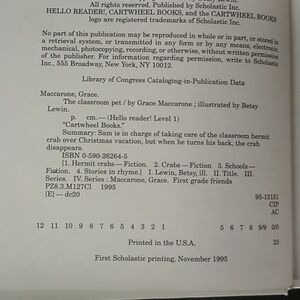 All rights reserved. Published by Scholastic Inc.
HELLO READER!, CARTWHEEL BOOKS, and the CARTWHEEL BOOKS
logo are registered trademarks of Scholastic Inc.
No part of this publication may be reproduced in whole or in part, or stored in
a retrieval system, or transmitted in any form or by any means, electronic,
mechanical, photocopying, recording, or otherwise, without written permission
of the publisher. For information regarding permission, write to Scholastic
Inc., 555 Broadway, New York, NY 10012.
Library of Congress Cataloging-in-Publication Data
Maccarone, Grace.
The classroom pet / by Grace Maccarone ; illustrated by Betsy
Lewin.
p. cm. — (Hello reader! Level 1)
"Cartwheel Books."
Summary: Sam is in charge of taking care of the classroom hermit
crab over Christmas vacation, but when he turns his back, the crab
disappears.
ISBN 0-590-26264-5
[1. Hermit crabs—Fiction. 2. Crabs—Fiction 3. Schools—
Fiction. 4. Stories in rhyme.] I. Lewin, Betsy, ill. II. Title. III.
Series. IV. Series : Maccarone, Grace. First grade friends
PZ8.3.M127Cl 1995
[E] — dc20 95-13151
CIP
AC
12 11 10 9 8 7 6 5 4 3 2 1 5 6 7 8 9/9 0/0
Printed in the U.S.A. 23
First Scholastic printing, November 1995